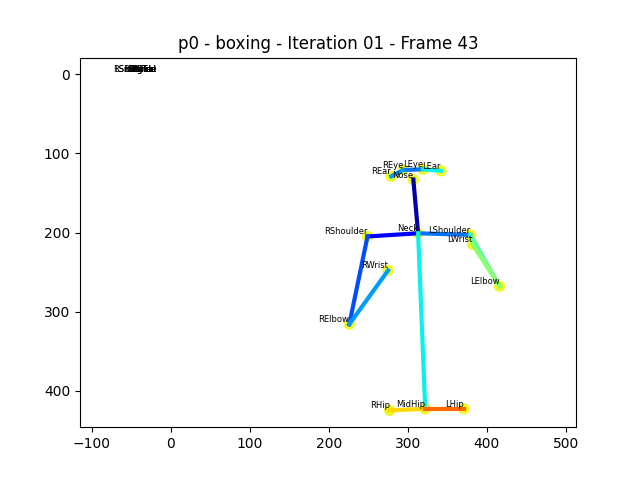 p0 - boxing - Iteration 01 - Frame 43
0
100
REye LEye
REar Nose LEar
200
RShoulder Neck LShoulder
LWrist
RWrist
LElbow
300
RElbow
400
RHip MidHip LHip
−100 0 100 200 300 400 500